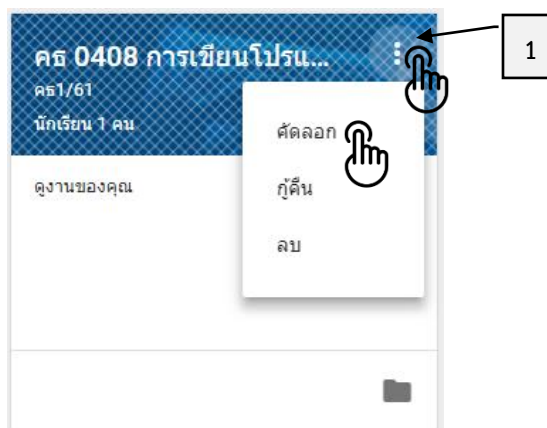 คธ 0408 การเขียนโปรแ...
คธ1/61
นักเรียน 1 คน
คัดลอก
กู้คืน
ลบ
ดูงานของคุณ
1